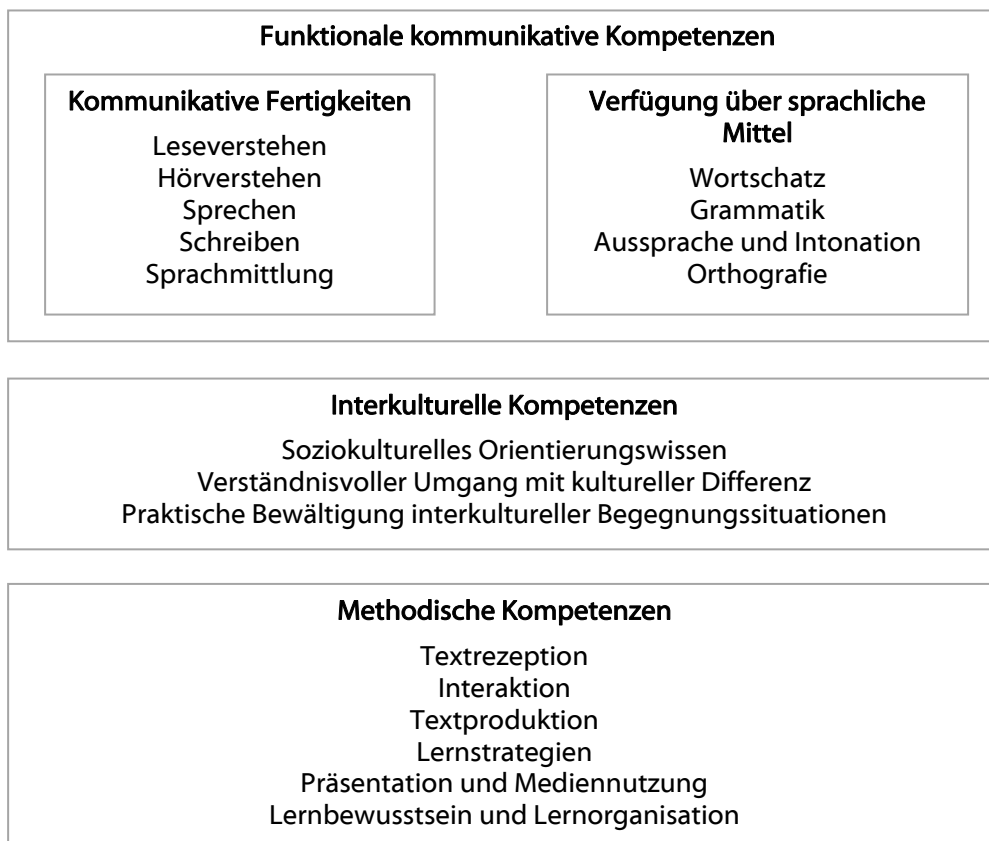 Funktionale kommunikative Kompetenzen
Kommunikative Fertigkeiten
Leseverstehen
Hörverstehen
Sprechen
Schreiben
Sprachmittlung
Verfügung über sprachliche
Mittel
Wortschatz
Grammatik
Aussprache und Intonation
Orthografie
Interkulturelle Kompetenzen
Soziokulturelles Orientierungswissen
Verständnisvoller Umgang mit kultureller Differenz
Praktische Bewältigung interkultureller Begegnungssituationen
Methodische Kompetenzen
Textrezeption
Interaktion
Textproduktion
Lernstrategien
Präsentation und Mediennutzung
Lernbewusstsein und Lernorganisation